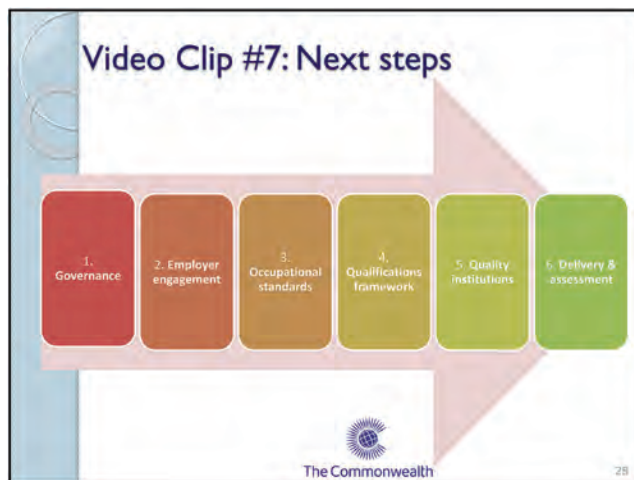 Video Clip #7: Next steps
1.
Governance
2. Employer
engagement
3.
Occupational
standards
4.
Qualifications
framework
5. Quality
institutions
6. Delivery &
assessment
The Commonwealth
28